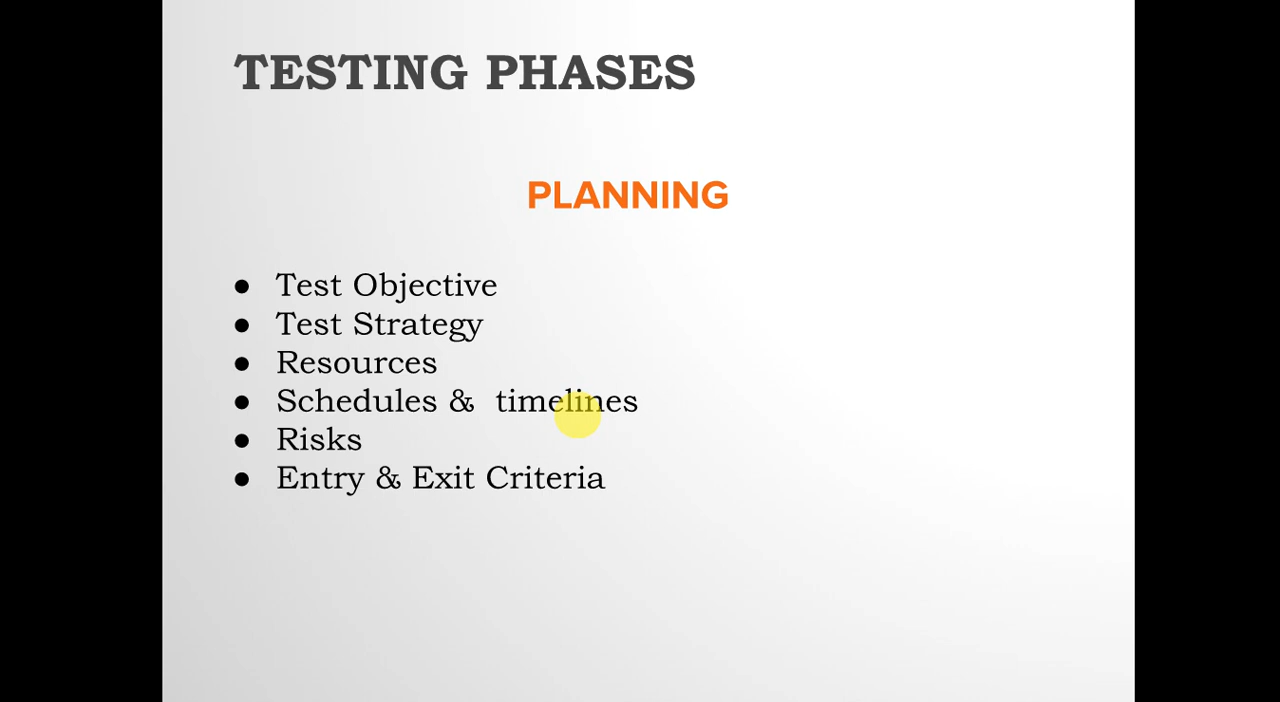 TESTING PHASES
PLANNING
● Test Objective
● Test Strategy
● Resources
● Schedules &  timelines
● Risks
● Entry & Exit Criteria